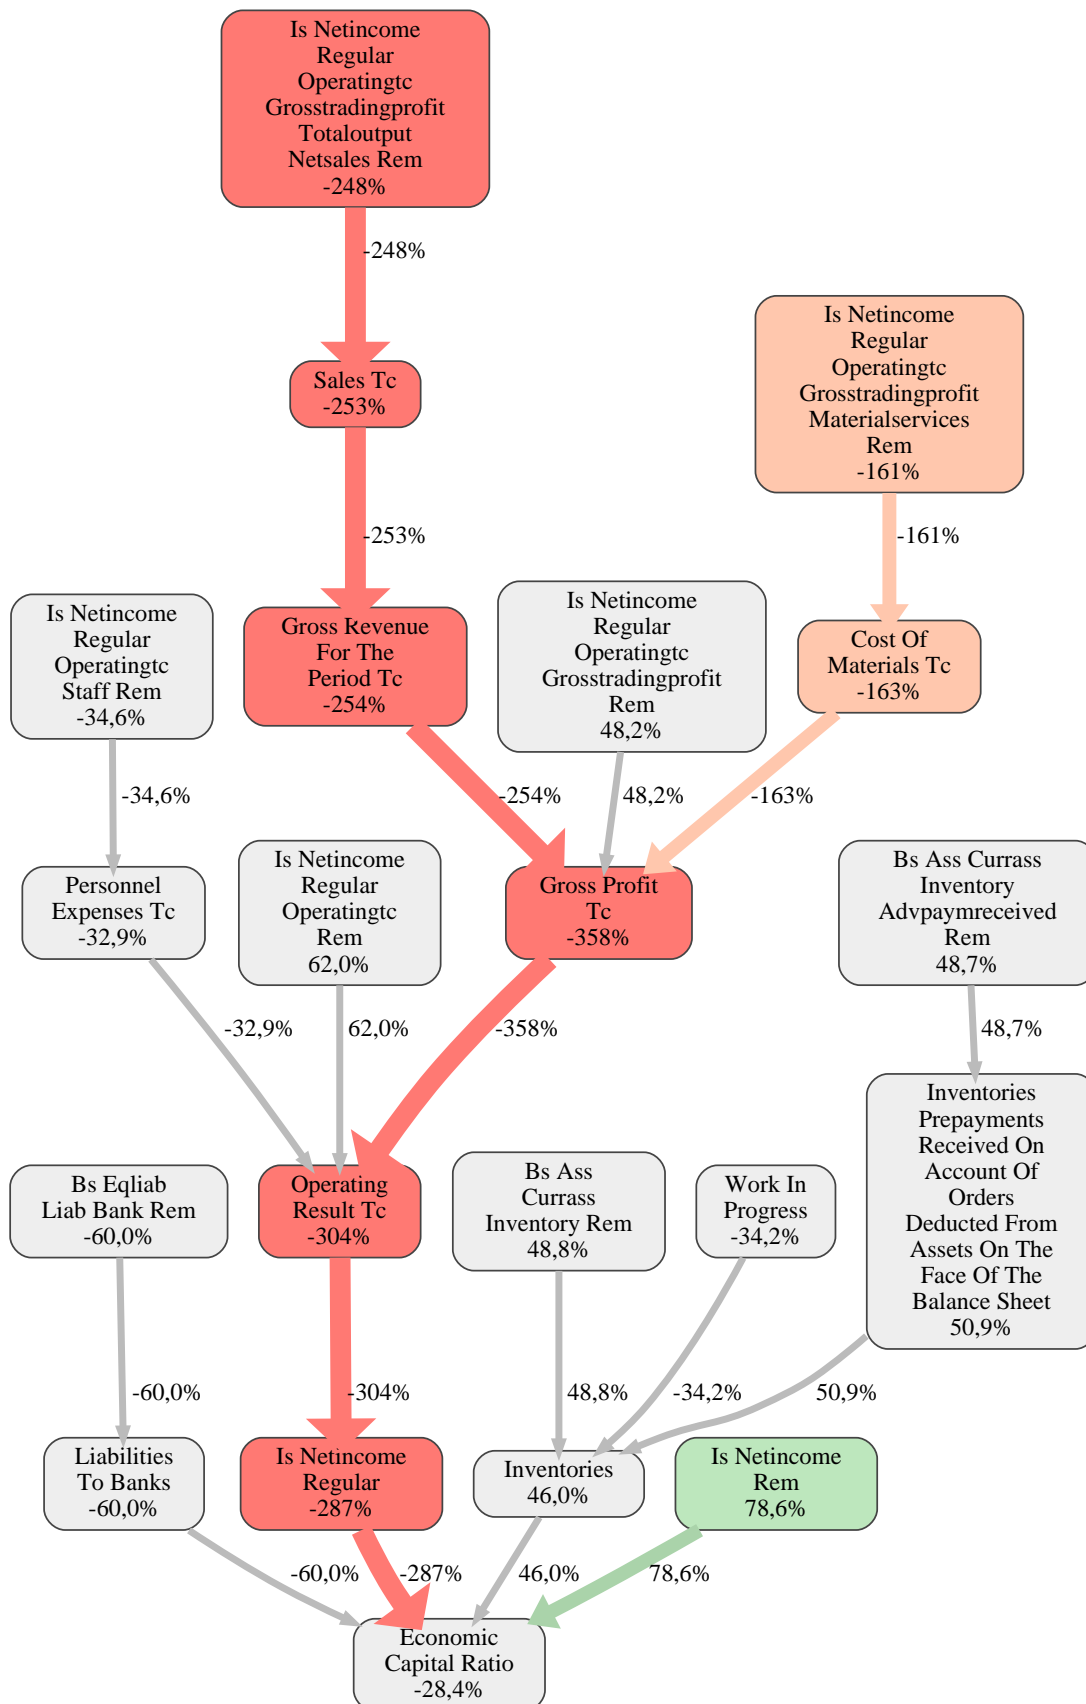 Is Netincome
Regular
Operatingtc
Grosstradingprofit
Totaloutput
Netsales Rem
-248%
-248%
Is Netincome
Regular
Operatingtc
Grosstradingprofit
Materialservices
Rem
-161%
Sales Tc
-253%
-253%
-161%
Is Netincome
Regular
Operatingtc
Staff Rem
-34,6%
Gross Revenue
For The
Period Tc
-254%
Is Netincome
Regular
Operatingtc
Grosstradingprofit
Rem
48,2%
Cost Of
Materials Tc
-163%
-34,6%
-254%
48,2%
-163%
Personnel
Expenses Tc
-32,9%
Is Netincome
Regular
Operatingtc
Rem
62,0%
Gross Profit
Tc
-358%
Bs Ass Currass
Inventory
Advpaymreceived
Rem
48,7%
-32,9%
62,0%
-358%
48,7%
Bs Eqliab
Liab Bank Rem
-60,0%
Operating
Result Tc
-304%
Bs Ass
Currass
Inventory Rem
48,8%
Work In
Progress
-34,2%
Inventories
Prepayments
Received On
Account Of
Orders
Deducted From
Assets On The
Face Of The
Balance Sheet
50,9%
-60,0%
-304%
48,8%
-34,2%
50,9%
Liabilities
To Banks
-60,0%
Is Netincome
Regular
-287%
Inventories
46,0%
Is Netincome
Rem
78,6%
-60,0%
-287%
46,0%
78,6%
Economic
Capital Ratio
-28,4%